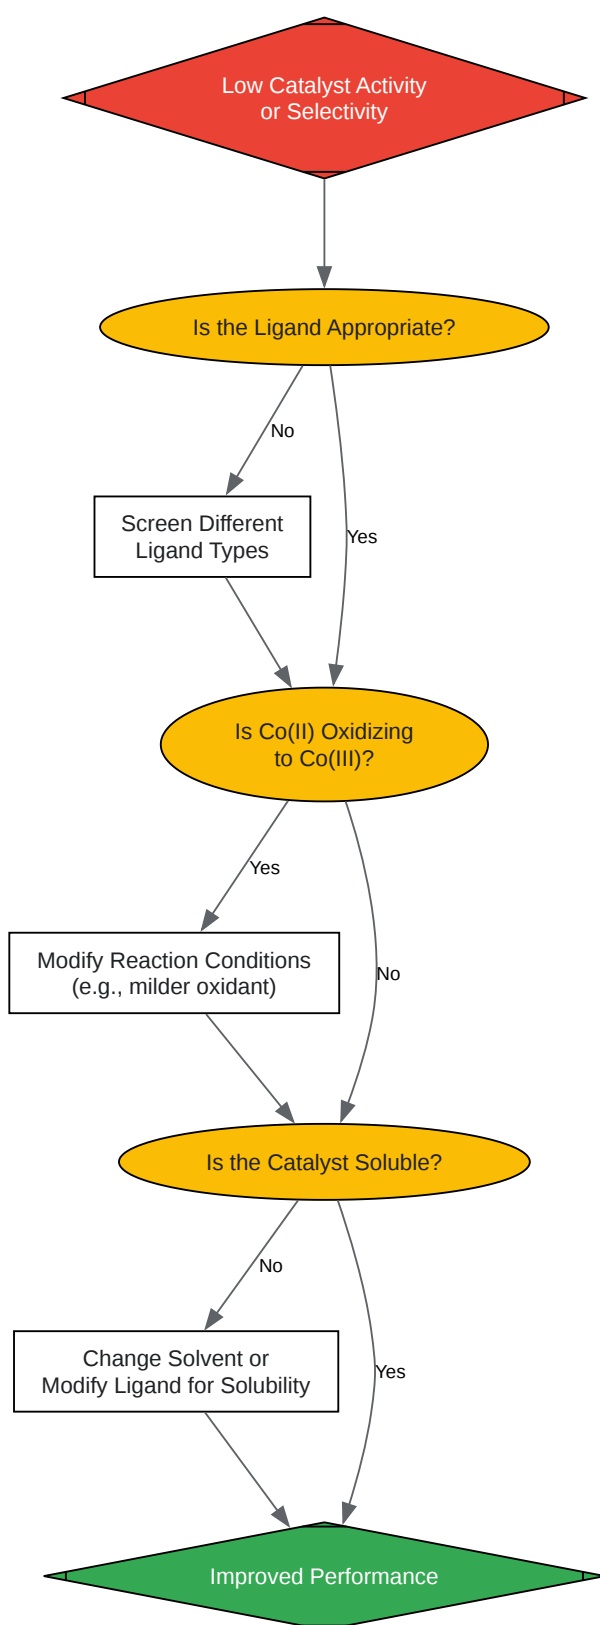 Low Catalyst Activity
or Selectivity
Is the Ligand Appropriate?
No
Screen Different
Ligand Types
Yes
Is Co(II) Oxidizing
to Co(III)?
Yes
Modify Reaction Conditions
(e.g., milder oxidant)
No
Is the Catalyst Soluble?
No
Change Solvent or
Modify Ligand for Solubility
Yes
Improved Performance